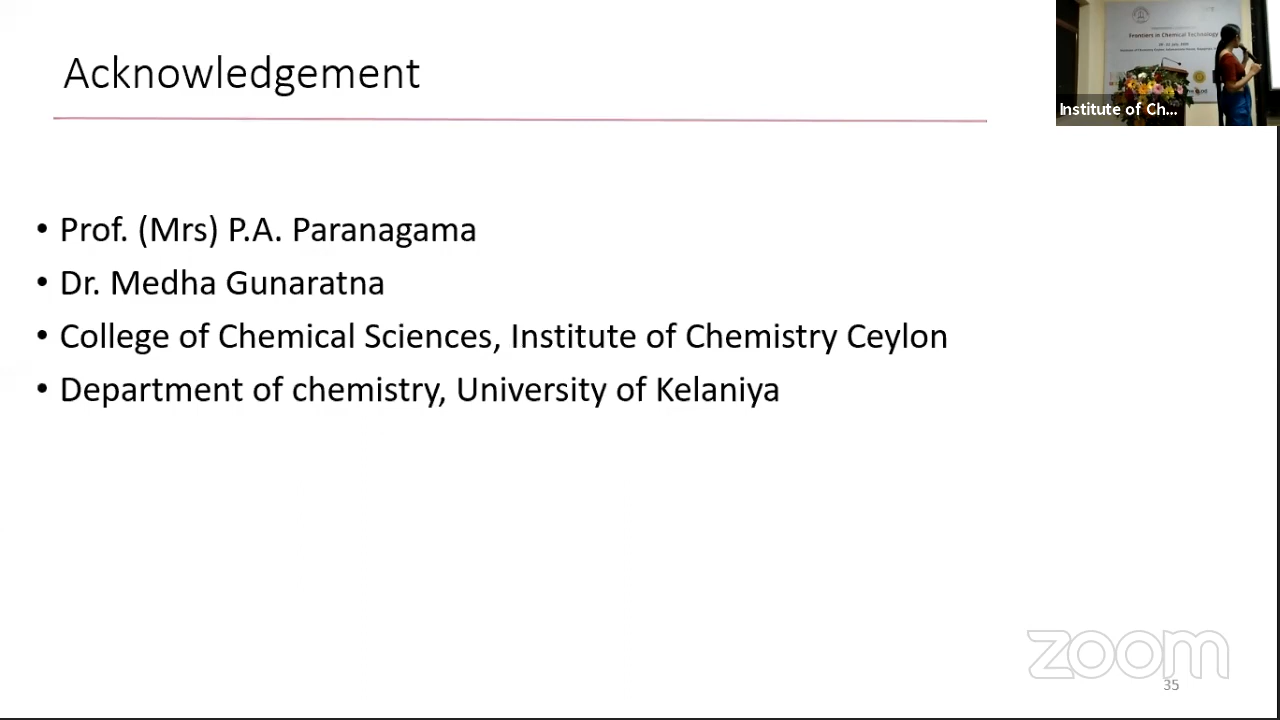 Acknowledgement
Frontiers in Chemical Technology
Institute of Ch...
• Prof. (Mrs) P.A. Paranagama
• Dr. Medha Gunaratna
• College of Chemical Sciences, Institute of Chemistry Ceylon
• Department of chemistry, University of Kelaniya
zoom
35